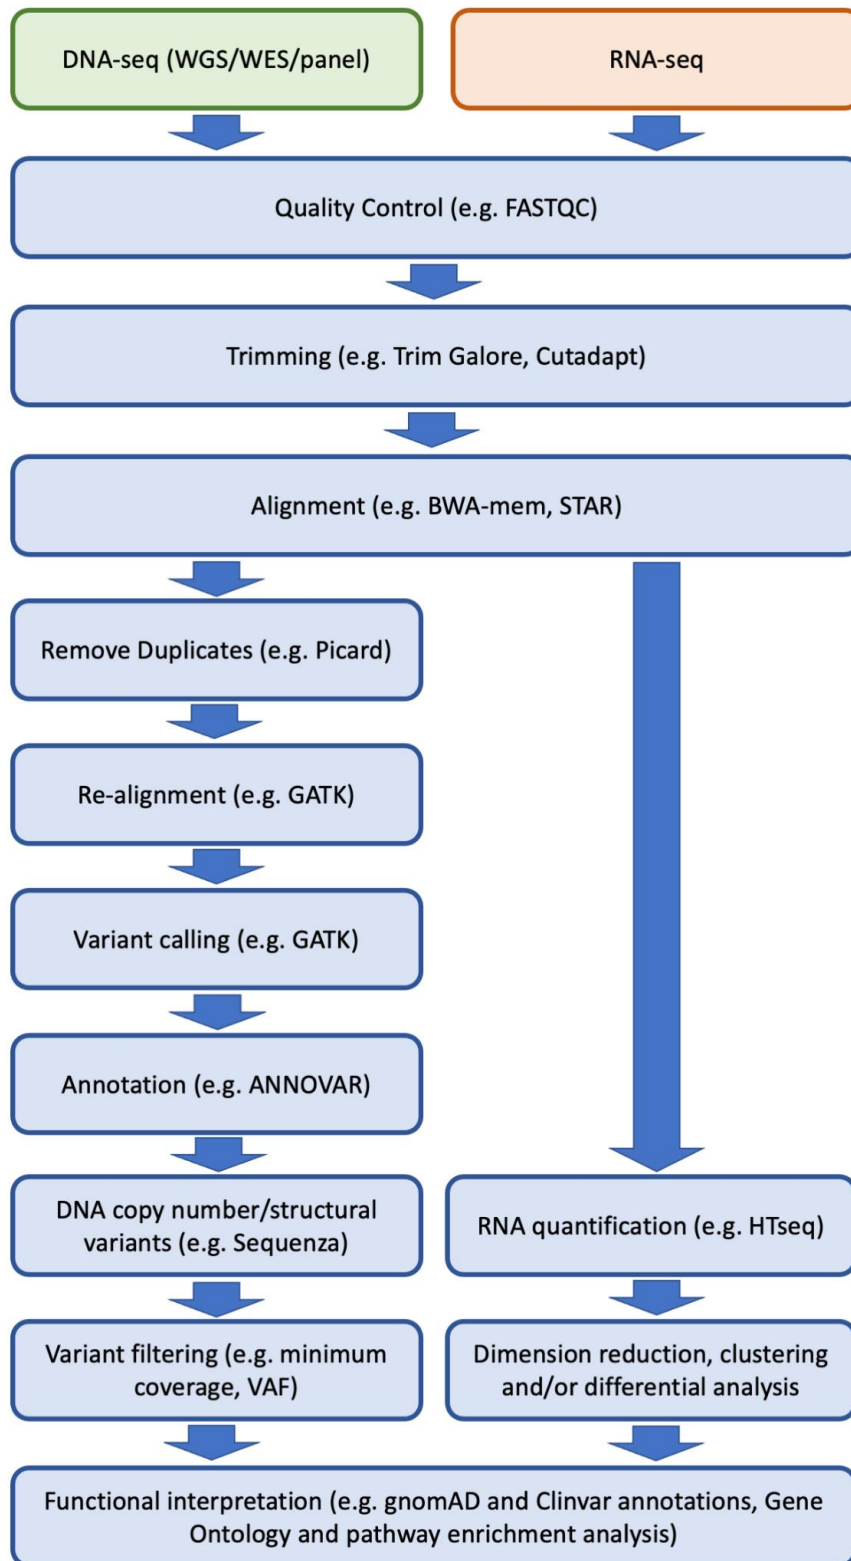 DNA-seq (WGS/WES/panel)
RNA-seq
Quality Control (e.g. FASTQC)
Trimming (e.g. Trim Galore, Cutadapt)
Alignment (e.g. BWA-mem, STAR)
Remove Duplicates (e.g. Picard)
Re-alignment (e.g. GATK)
Variant calling (e.g. GATK)
Annotation (e.g. ANNOVAR)
DNA copy number/structural
variants (e.g. Sequenza)
RNA quantification (e.g. HTseq)
Variant filtering (e.g. minimum
coverage, VAF)
Dimension reduction, clustering
and/or differential analysis
Functional interpretation (e.g. gnomAD and Clinvar annotations, Gene
Ontology and pathway enrichment analysis)